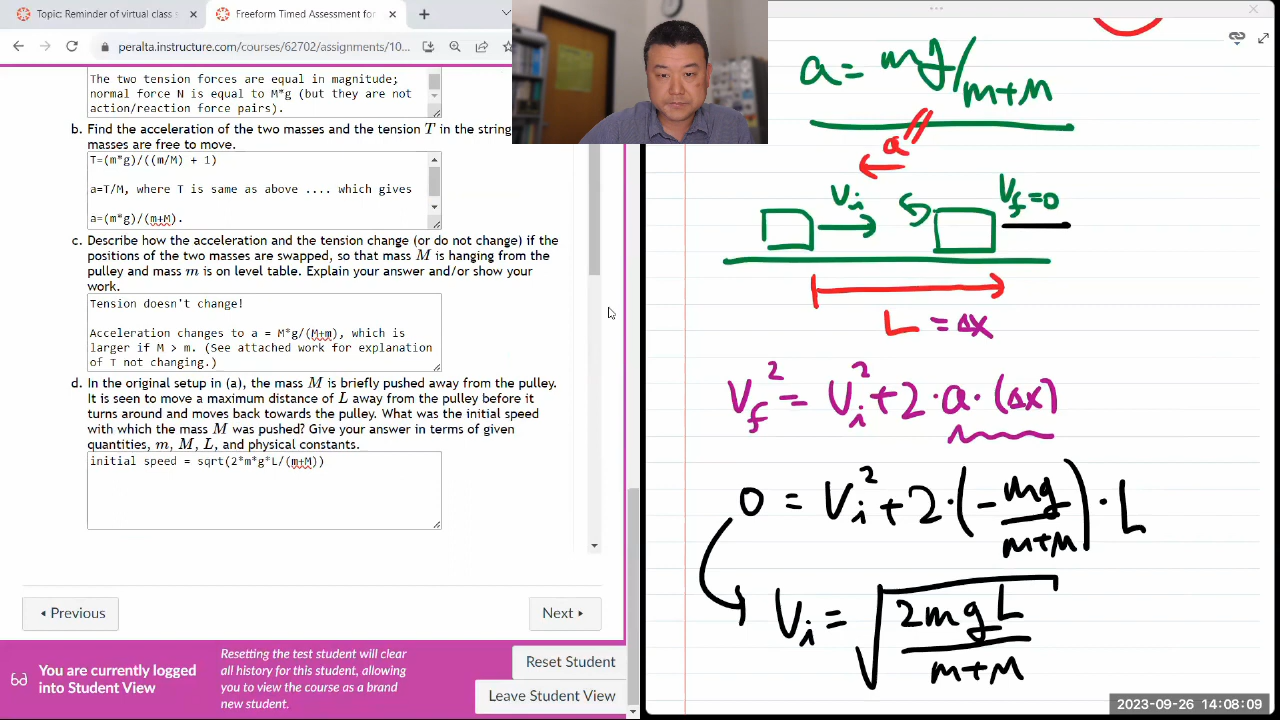 Topic Reminder of virtual class s
Freeform Timed Assessment for
peralta.instructure.com/courses/62702/assignments/10...
The two tension forces are equal in magnitude;
normal force N is equal to M*g (but they are not
action/reaction force pairs).
b. Find the acceleration of the two masses and the tension T in the string
masses are free to move.
T=(m*g)/((m/M) + 1)
a=T/M, where T is same as above .... which gives
a=(m*g)/(m+M).
c. Describe how the acceleration and the tension change (or do not change) if the
positions of the two masses are swapped, so that mass M is hanging from the
pulley and mass m is on level table. Explain your answer and/or show your
work.
Tension doesn't change!
Acceleration changes to a = M*g/(M+m), which is
larger if M > m. (See attached work for explanation
of T not changing.)
d. In the original setup in (a), the mass M is briefly pushed away from the pulley.
It is seen to move a maximum distance of L away from the pulley before it
turns around and moves back towards the pulley. What was the initial speed
with which the mass M was pushed? Give your answer in terms of given
quantities, m, M, L, and physical constants.
initial speed = sqrt(2*m*g*L/(m+M))
Previous
Next
You are currently logged
into Student View
Resetting the test student will clear
all history for this student, allowing
you to view the course as a brand
new student.
Reset Student
Leave Student View
a = mg/m+M
a
Vi
Vf=0
L = Δx
Vf² = Vi² + 2·a·(Δx)
0 = Vi² + 2·(-mg/m+M)·L
Vi = √2mgL/m+M
2023-09-26 14:08:09